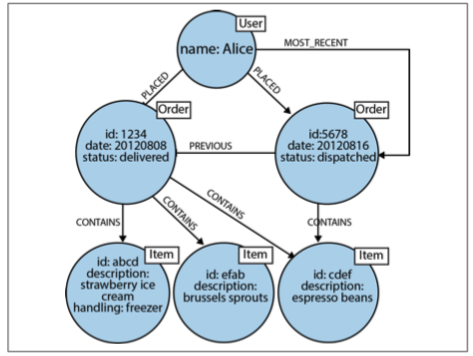 User
name: Alice
MOST_RECENT
PLACED
PLACED
Order
Order
id: 1234
date: 20120808
status: delivered
PREVIOUS
id:5678
date: 20120816
status: dispatched
CONTAINS
CONTAINS
CONTAINS
CONTAINS
Item
Item
Item
id: abcd
description:
strawberry ice
cream
handling: freezer
id: efab
description:
brussels sprouts
id: cdef
description:
espresso beans